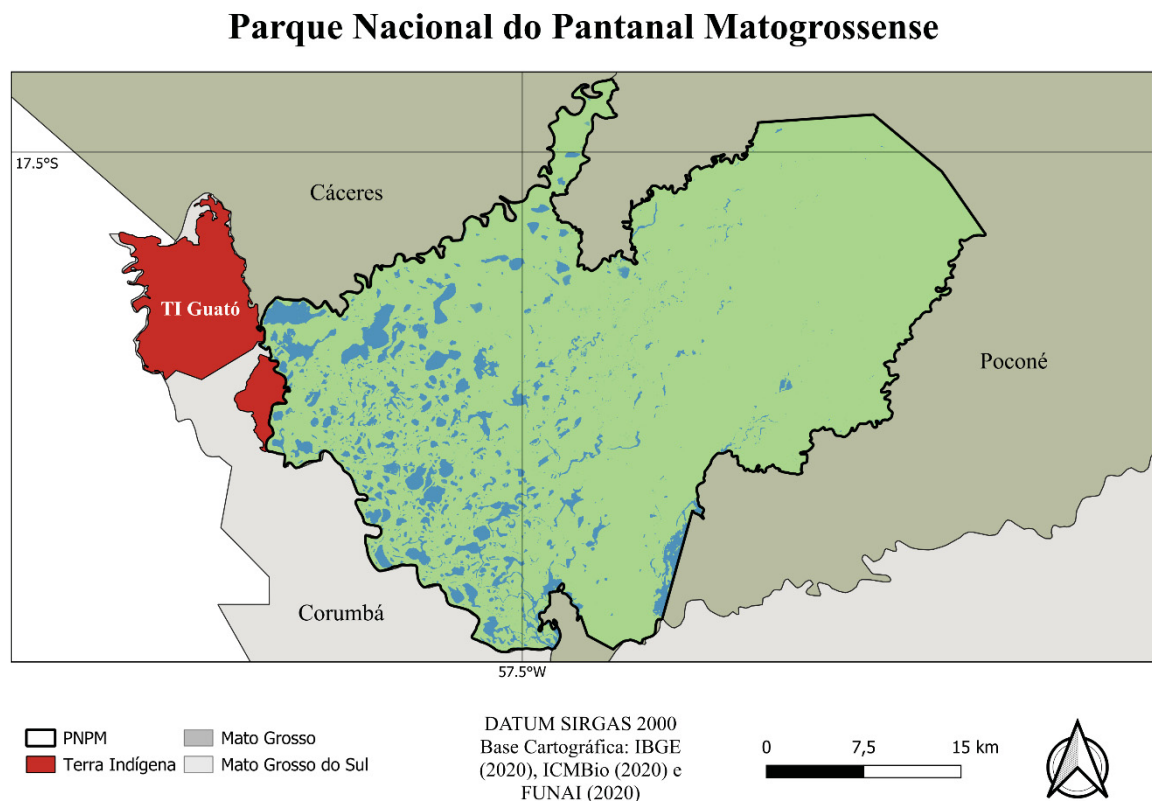 Parque Nacional do Pantanal Matogrossense
17.5°S
Cáceres
TI Guató
Poconé
Corumbá
57.5°W
PNPM
Terra Indígena
Mato Grosso
Mato Grosso do Sul
DATUM SIRGAS 2000
Base Cartográfica: IBGE
(2020), ICMBio (2020) e
FUNAI (2020)
0 7,5 15 km